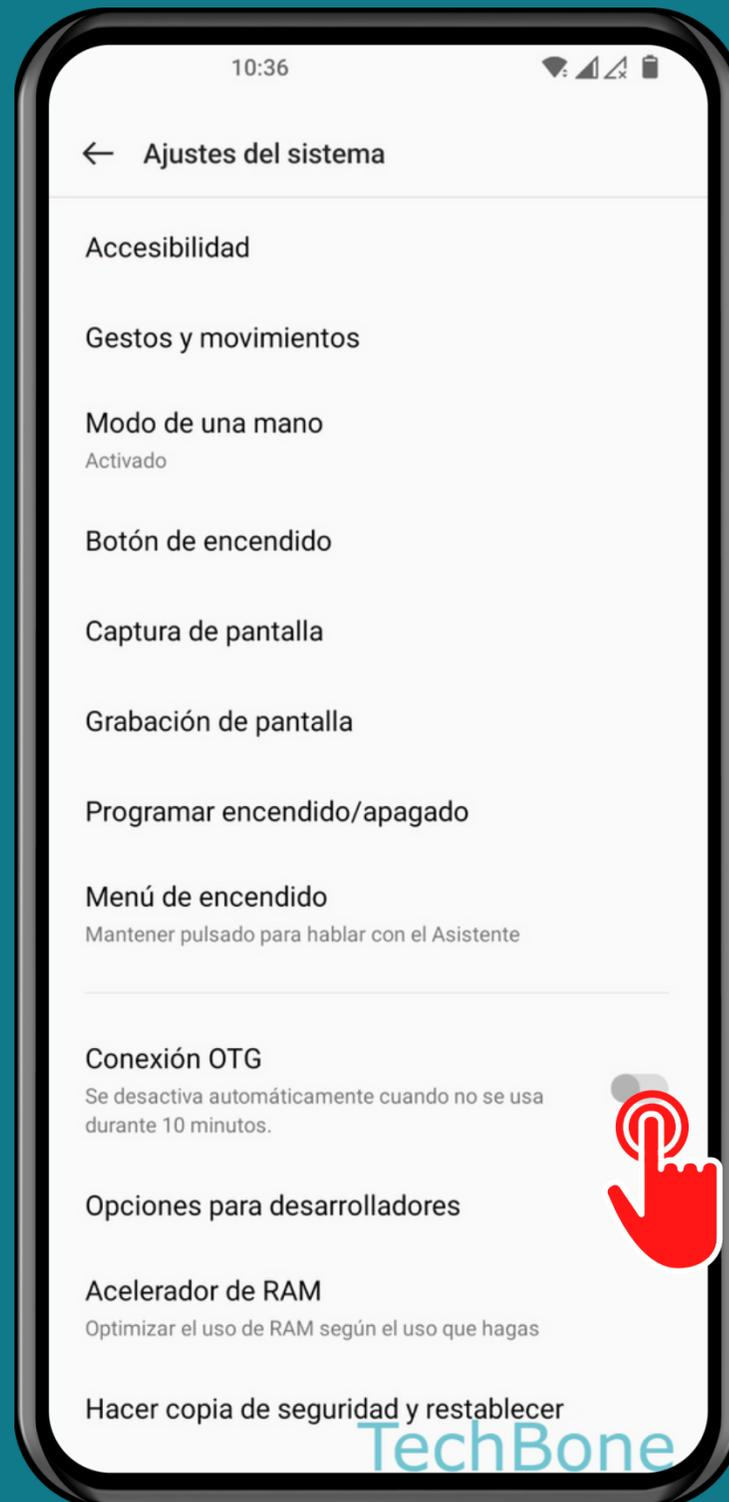 10:36
Ajustes del sistema
Accesibilidad
Gestos y movimientos
Modo de una mano
Activado
Botón de encendido
Captura de pantalla
Grabación de pantalla
Programar encendido/apagado
Menú de encendido
Mantener pulsado para hablar con el Asistente
Conexión OTG
Se desactiva automáticamente cuando no se usa
durante 10 minutos.
Opciones para desarrolladores
Acelerador de RAM
Optimizar el uso de RAM según el uso que hagas
Hacer copia de seguridad y restablecer
TechBone